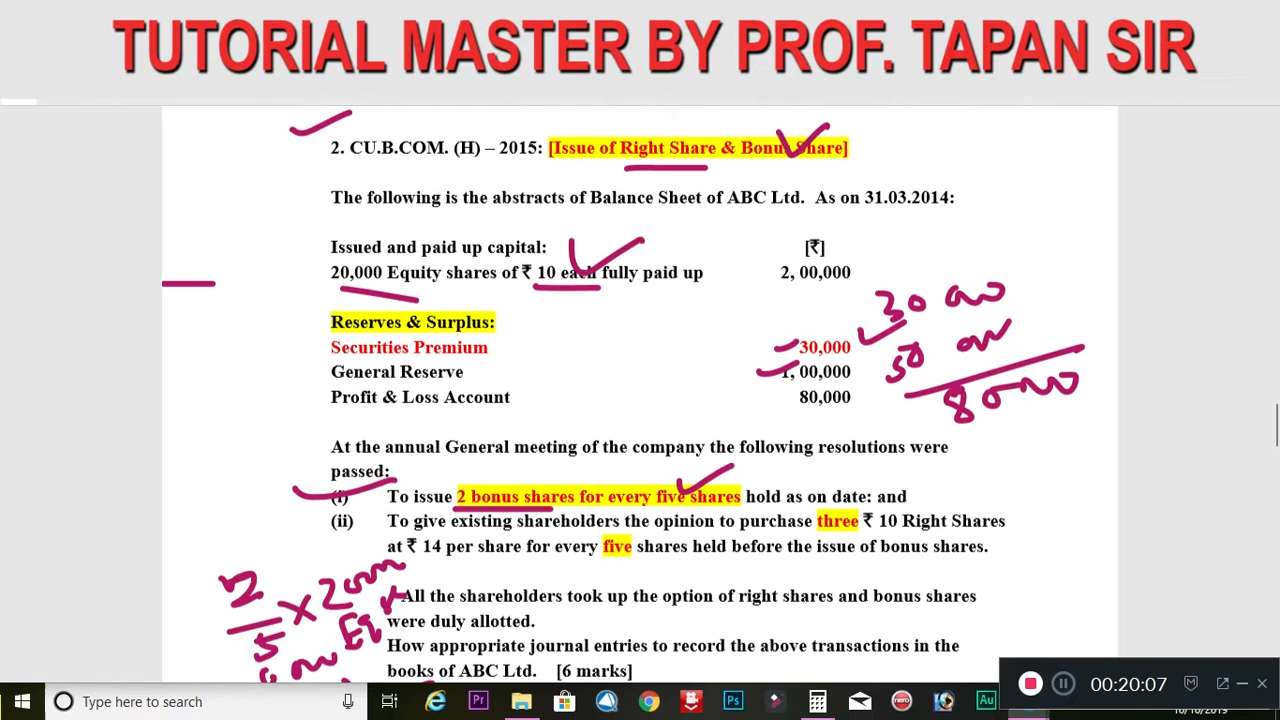 TUTORIAL MASTER BY PROF. TAPAN SIR
2. CU.B.COM. (H) – 2015: [Issue of Right Share & Bonus Share]
The following is the abstracts of Balance Sheet of ABC Ltd. As on 31.03.2014:
Issued and paid up capital: [₹]
20,000 Equity shares of ₹ 10 each fully paid up 2, 00,000
Reserves & Surplus:
Securities Premium 30,000
General Reserve 1, 00,000
Profit & Loss Account 80,000
30 000
50 000
80000
At the annual General meeting of the company the following resolutions were
passed:
(i) To issue 2 bonus shares for every five shares hold as on date: and
(ii) To give existing shareholders the opinion to purchase three ₹ 10 Right Shares
at ₹ 14 per share for every five shares held before the issue of bonus shares.
All the shareholders took up the option of right shares and bonus shares
were duly allotted.
How appropriate journal entries to record the above transactions in the
books of ABC Ltd. [6 marks]
2/5 × 20000
Eq
Type here to search
00:20:07